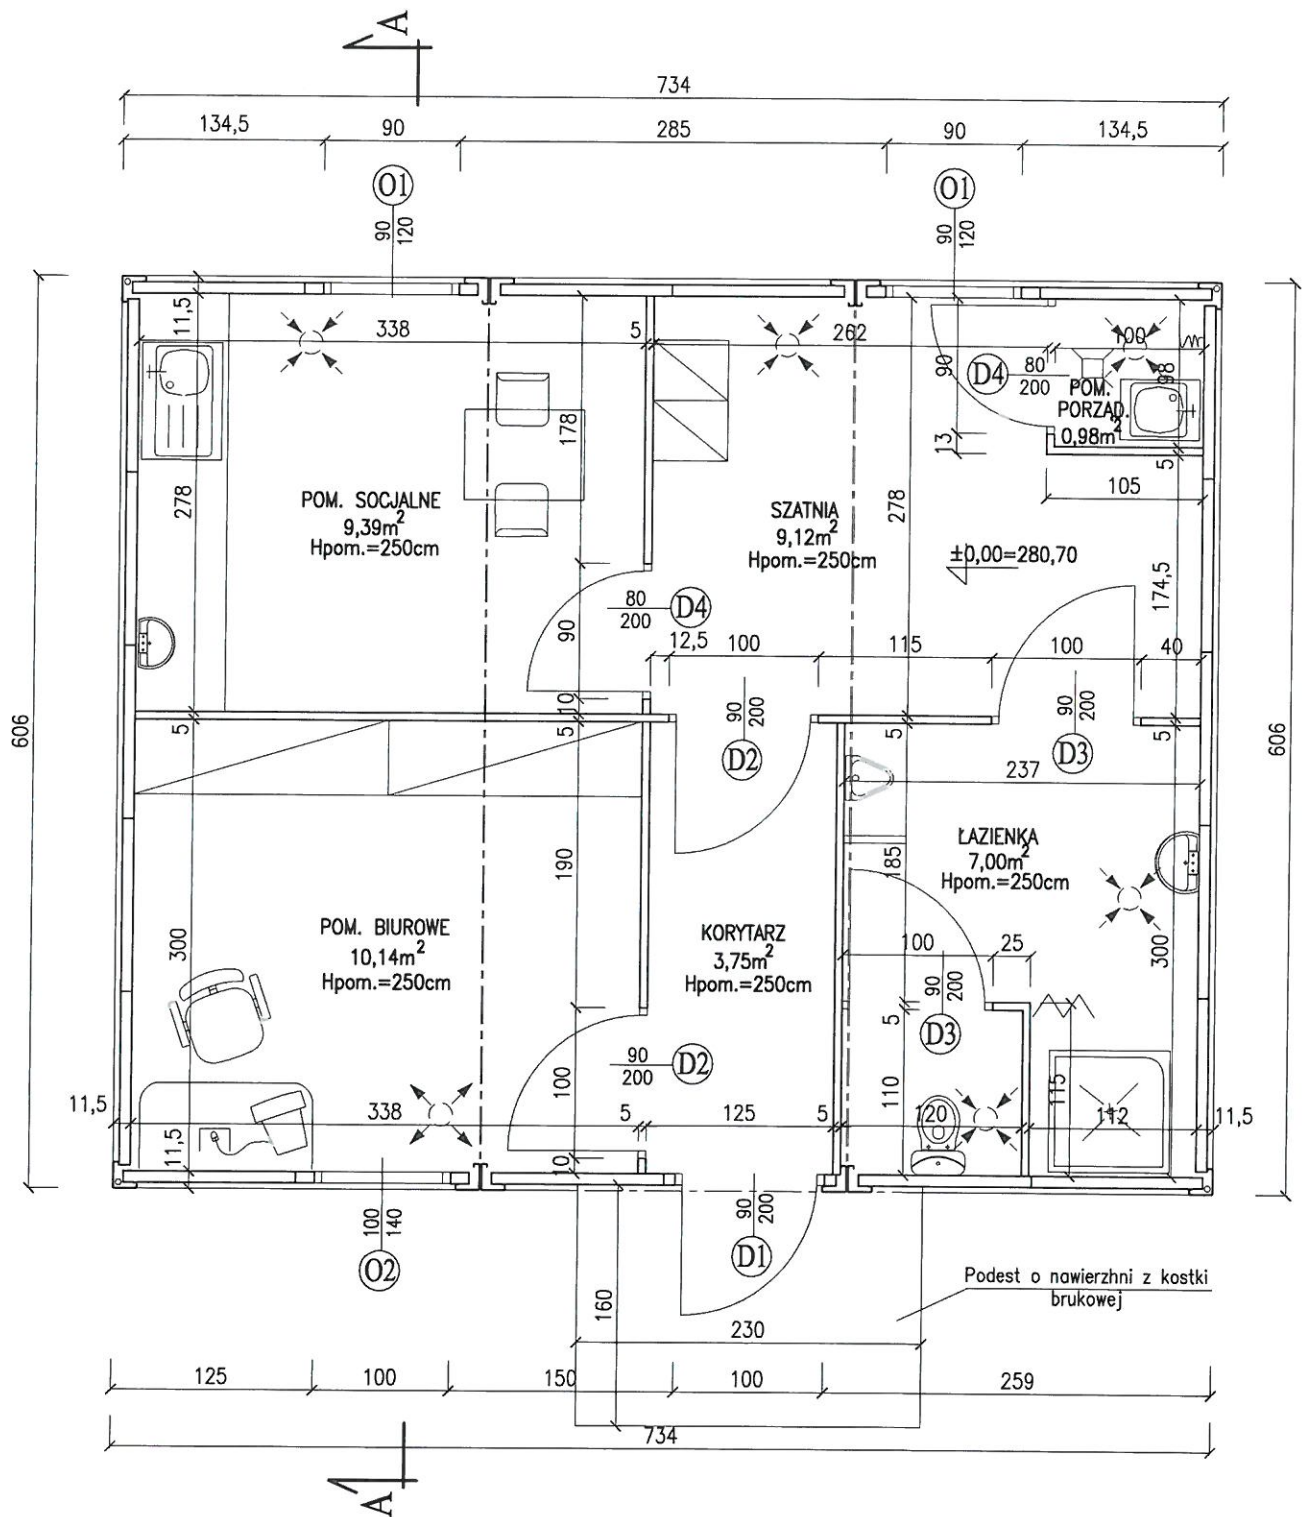 A
734
134,5 90 285 90 134,5
O1
90
120
O1
90
120
11,5
338
5
262
90
100
98
D4
80
200
POM.
PORZĄD.
0,98m²
178
13
5
105
278
POM. SOCJALNE
9,39m²
Hpom.=250cm
SZATNIA
9,12m²
Hpom.=250cm
278
±0,00=280,70
174,5
80
200
D4
90
12,5 100 115 100 40
10
606
606
5
5
90
200
D2
5
90
200
D3
5
237
190
185
ŁAZIENKA
7,00m²
Hpom.=250cm
POM. BIUROWE
10,14m²
Hpom.=250cm
300
KORYTARZ
3,75m²
Hpom.=250cm
100 25
300
90
200
D3
5
90
200
D2
100
110
115
11,5
338
5
125
5
120
112
11,5
11,5
10
100
140
O2
90
200
D1
160
Podest o nawierzhni z kostki
brukowej
230
125 100 150 100 259
734
A